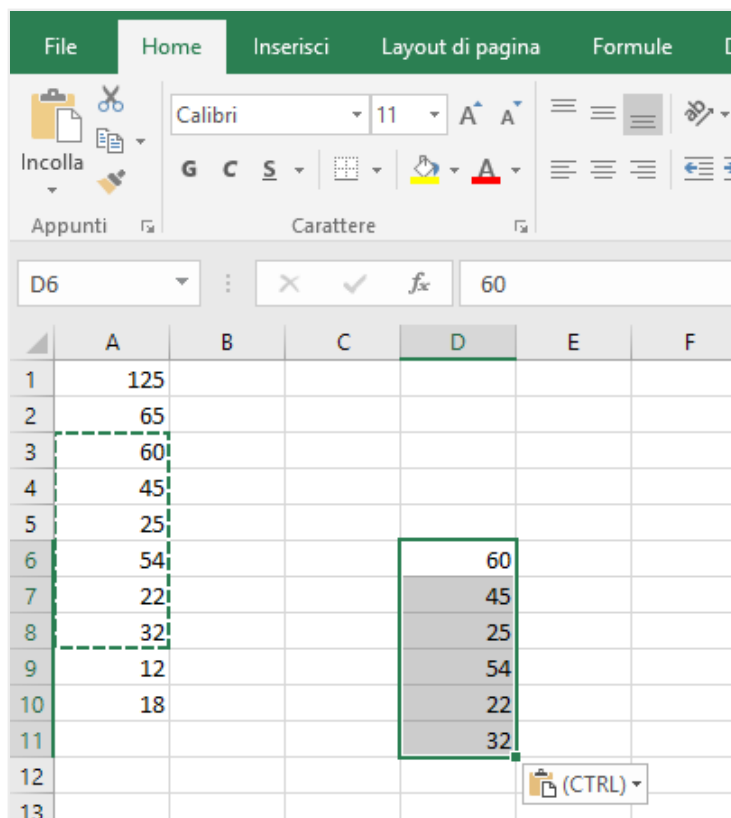 File Home Inserisci Layout di pagina Formule
Calibri 11 A A
Incolla
G C S A
Appunti Carattere
D6 fx 60
A B C D E F
1 125
2 65
3 60
4 45
5 25
6 54 60
7 22 45
8 32 25
9 12 54
10 18 22
11 32
12 (CTRL)
13